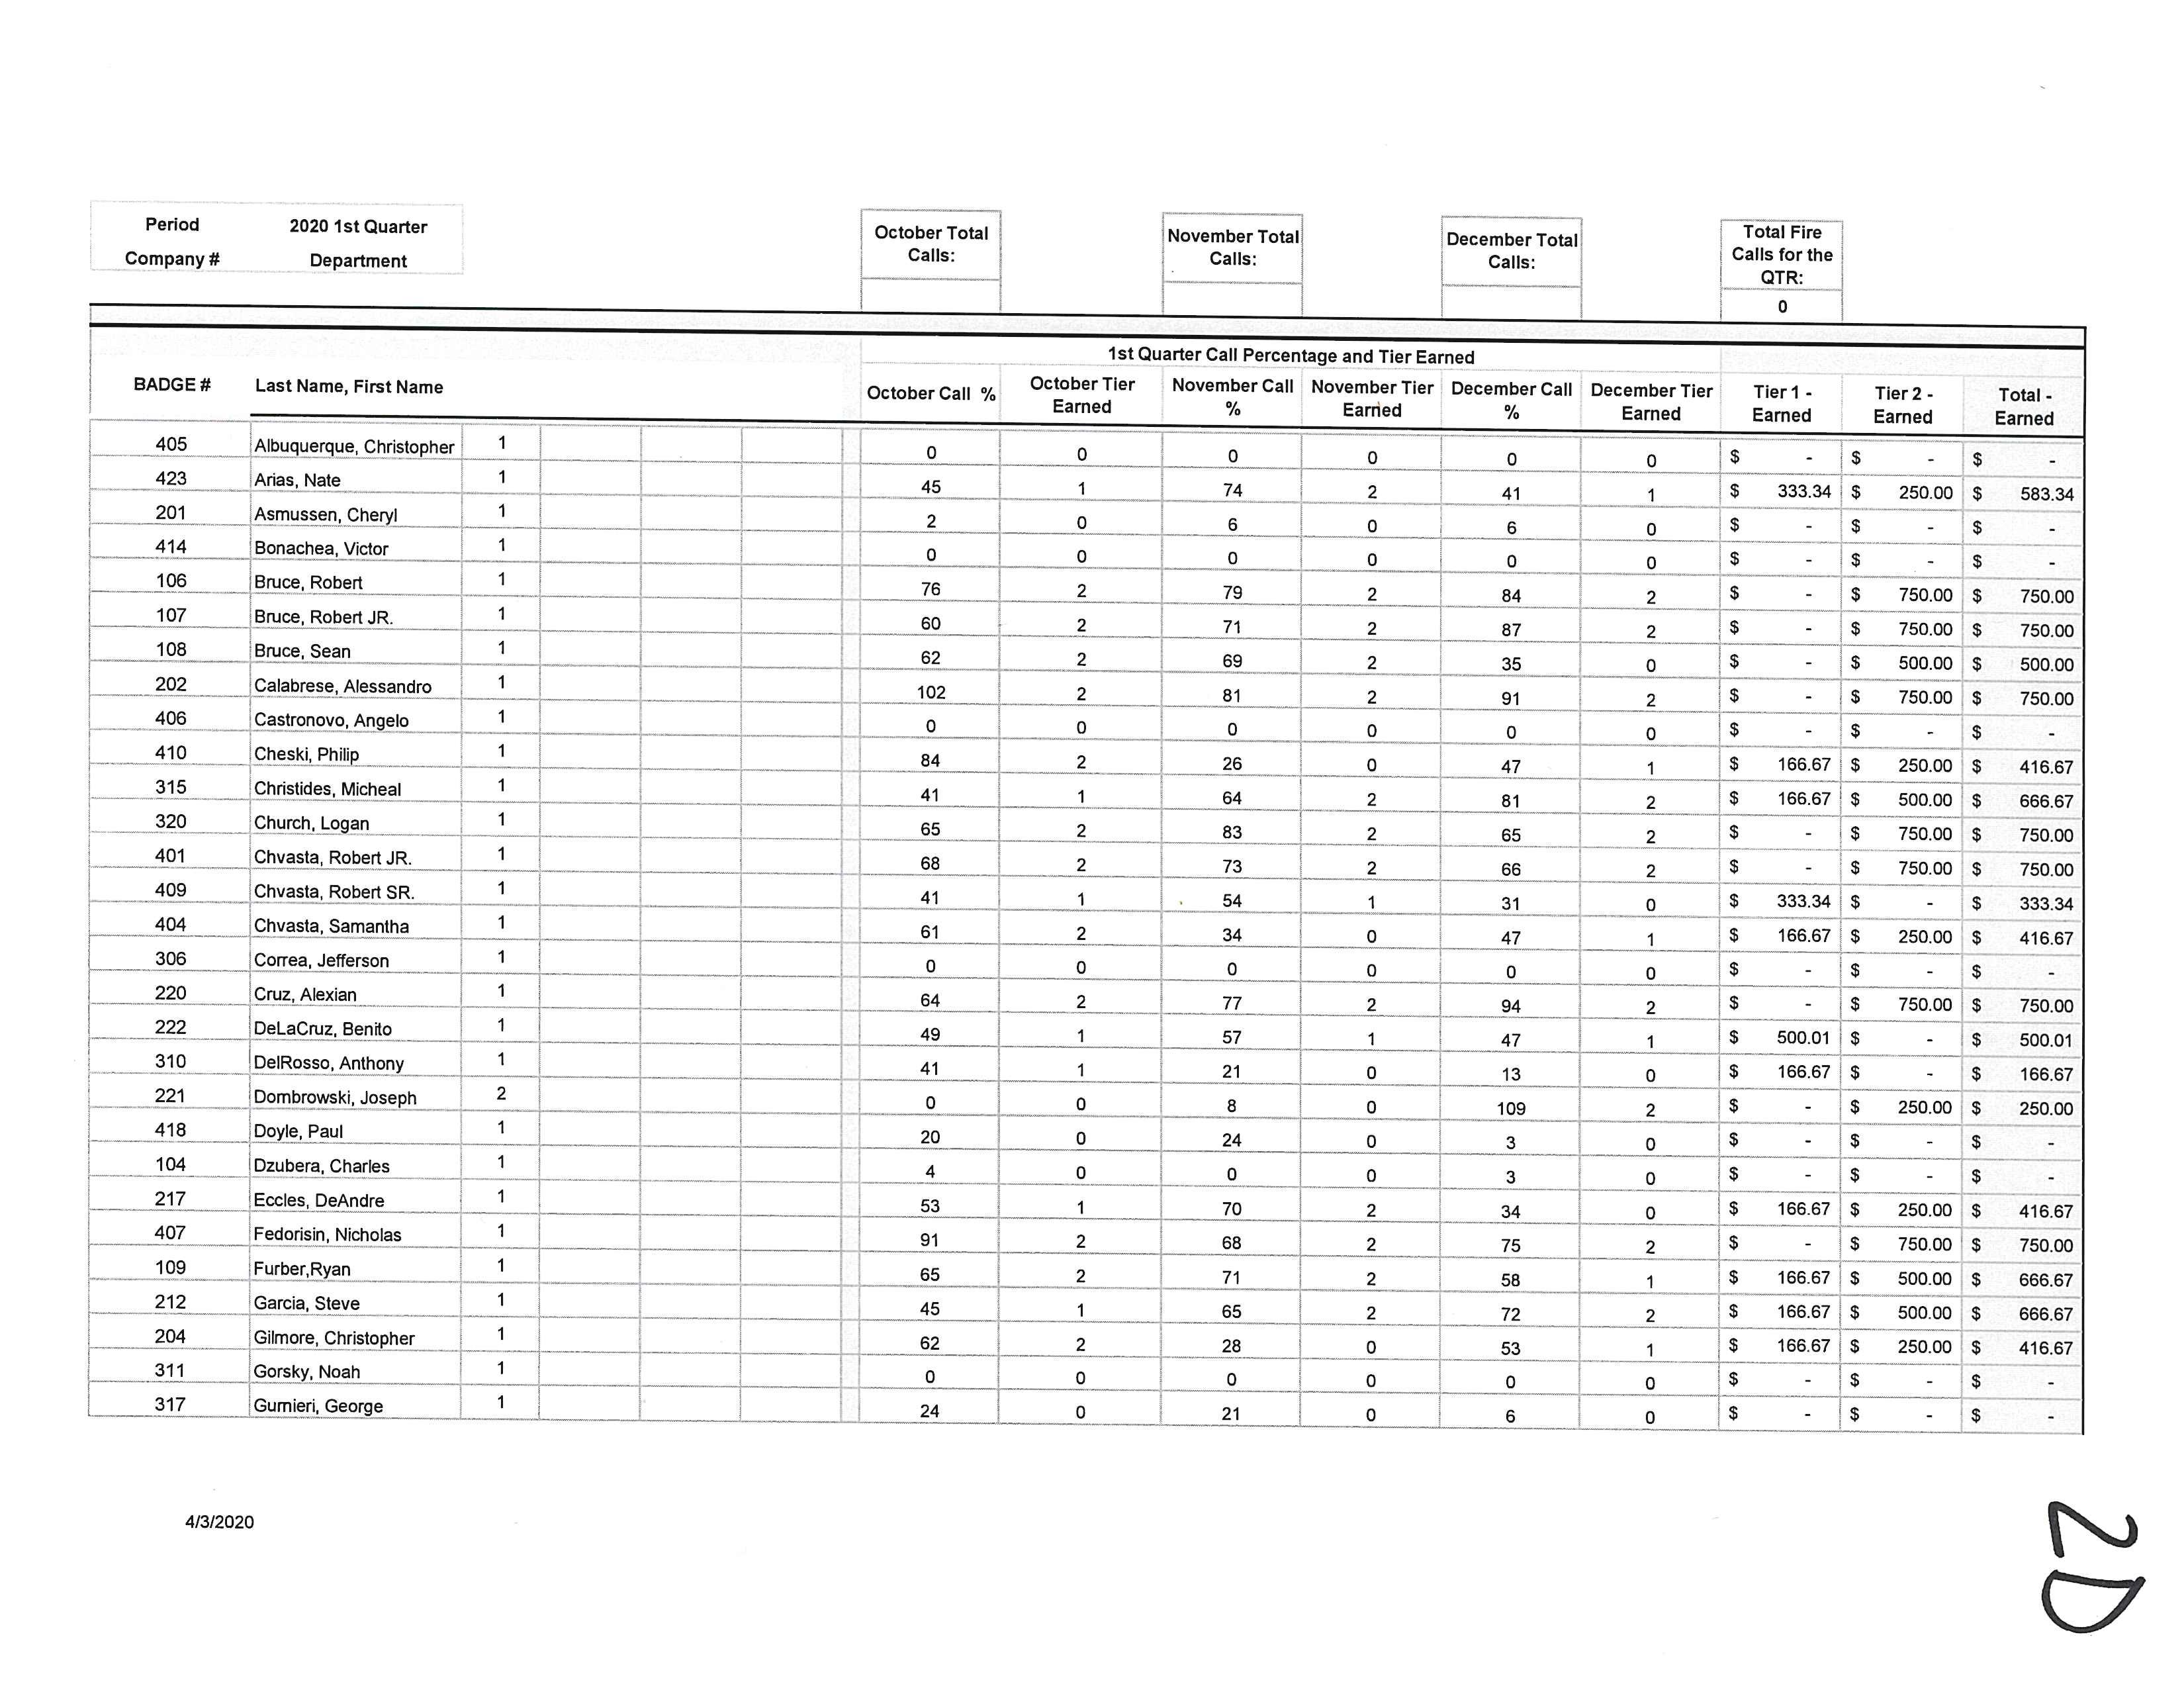 Period 2020 1st Quarter
Company # Department
October Total Calls:
November Total Calls:
December Total Calls:
Total Fire Calls for the QTR:
0
1st Quarter Call Percentage and Tier Earned
BADGE # Last Name, First Name October Call % October Tier Earned November Call % November Tier Earned December Call % December Tier Earned Tier 1 - Earned Tier 2 - Earned Total - Earned
405 Albuquerque, Christopher 1 0 0 0 0 0 0 $ - $ - $ -
423 Arias, Nate 1 45 1 74 2 41 1 $ 333.34 $ 250.00 $ 583.34
201 Asmussen, Cheryl 1 2 0 6 0 6 0 $ - $ - $ -
414 Bonachea, Victor 1 0 0 0 0 0 0 $ - $ - $ -
106 Bruce, Robert 1 76 2 79 2 84 2 $ - $ 750.00 $ 750.00
107 Bruce, Robert JR. 1 60 2 71 2 87 2 $ - $ 750.00 $ 750.00
108 Bruce, Sean 1 62 2 69 2 35 0 $ - $ 500.00 $ 500.00
202 Calabrese, Alessandro 1 102 2 81 2 91 2 $ - $ 750.00 $ 750.00
406 Castronovo, Angelo 1 0 0 0 0 0 0 $ - $ - $ -
410 Cheski, Philip 1 84 2 26 0 47 1 $ 166.67 $ 250.00 $ 416.67
315 Christides, Micheal 1 41 1 64 2 81 2 $ 166.67 $ 500.00 $ 666.67
320 Church, Logan 1 65 2 83 2 65 2 $ - $ 750.00 $ 750.00
401 Chvasta, Robert JR. 1 68 2 73 2 66 2 $ - $ 750.00 $ 750.00
409 Chvasta, Robert SR. 1 41 1 54 1 31 0 $ 333.34 $ - $ 333.34
404 Chvasta, Samantha 1 61 2 34 0 47 1 $ 166.67 $ 250.00 $ 416.67
306 Correa, Jefferson 1 0 0 0 0 0 0 $ - $ - $ -
220 Cruz, Alexian 1 64 2 77 2 94 2 $ - $ 750.00 $ 750.00
222 DeLaCruz, Benito 1 49 1 57 1 47 1 $ 500.01 $ - $ 500.01
310 DelRosso, Anthony 1 41 1 21 0 13 0 $ 166.67 $ - $ 166.67
221 Dombrowski, Joseph 2 0 0 8 0 109 2 $ - $ 250.00 $ 250.00
418 Doyle, Paul 1 20 0 24 0 3 0 $ - $ - $ -
104 Dzubera, Charles 1 4 0 0 0 3 0 $ - $ - $ -
217 Eccles, DeAndre 1 53 1 70 2 34 0 $ 166.67 $ 250.00 $ 416.67
407 Fedorisin, Nicholas 1 91 2 68 2 75 2 $ - $ 750.00 $ 750.00
109 Furber,Ryan 1 65 2 71 2 58 1 $ 166.67 $ 500.00 $ 666.67
212 Garcia, Steve 1 45 1 65 2 72 2 $ 166.67 $ 500.00 $ 666.67
204 Gilmore, Christopher 1 62 2 28 0 53 1 $ 166.67 $ 250.00 $ 416.67
311 Gorsky, Noah 1 0 0 0 0 0 0 $ - $ - $ -
317 Gurnieri, George 1 24 0 21 0 6 0 $ - $ - $ -
4/3/2020
2D